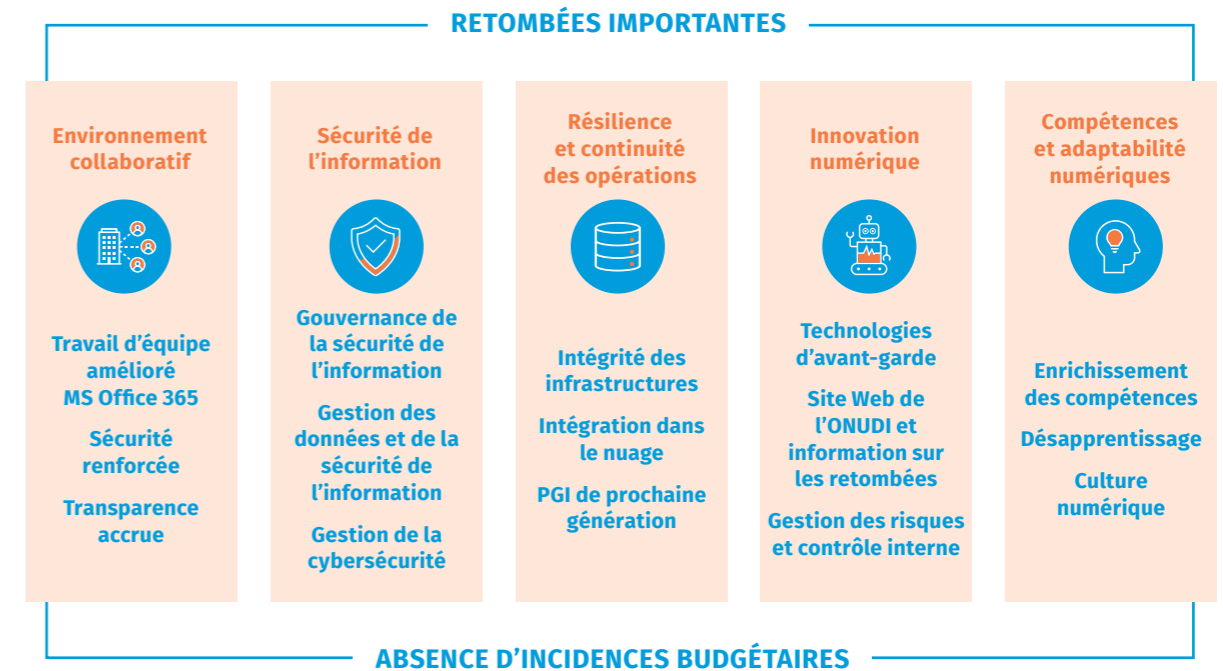 RETOMBÉES IMPORTANTES
Environnement
collaboratif
Travail d’équipe
amélioré
MS Office 365
Sécurité
renforcée
Transparence
accrue
Sécurité de
l’information
Gouvernance de
la sécurité de
l’information
Gestion des
données et de la
sécurité de
l’information
Gestion de la
cybersécurité
Résilience
et continuité
des opérations
Intégrité des
infrastructures
Intégration dans
le nuage
PGI de prochaine
génération
Innovation
numérique
Technologies
d’avant-garde
Site Web de
l’ONUDI et
information sur
les retombées
Gestion des risques
et contrôle interne
Compétences
et adaptabilité
numériques
Enrichissement
des compétences
Désapprentissage
Culture
numérique
ABSENCE D’INCIDENCES BUDGÉTAIRES